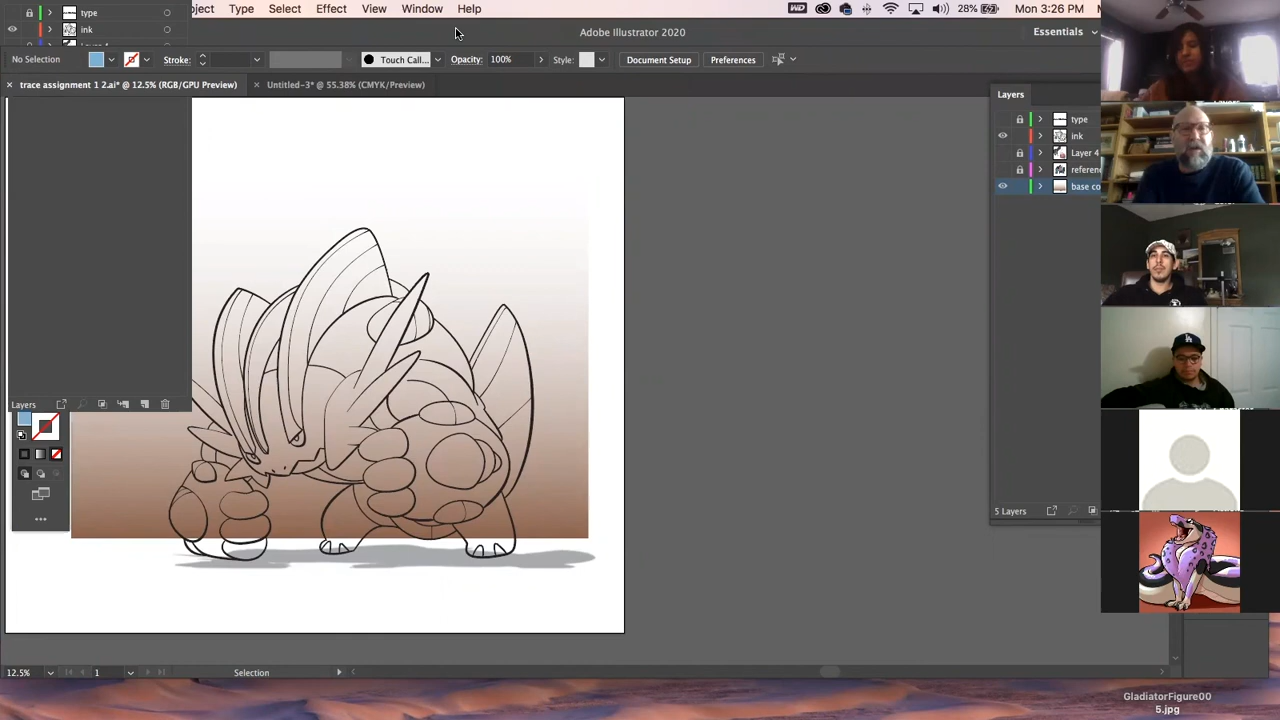 type
ink
oject Type Select Effect View Window Help
WD 28% Mon 3:26 PM
Adobe Illustrator 2020
Essentials
No Selection Stroke: Touch Call... Opacity: 100% Style: Document Setup Preferences
× trace assignment 1 2.ai* @ 12.5% (RGB/GPU Preview) × Untitled-3* @ 55.38% (CMYK/Preview)
Layers
type
ink
Layer 4
referenc
base co
Layers
5 Layers
12.5% 1 Selection
GladiatorFigure00
5.jpg